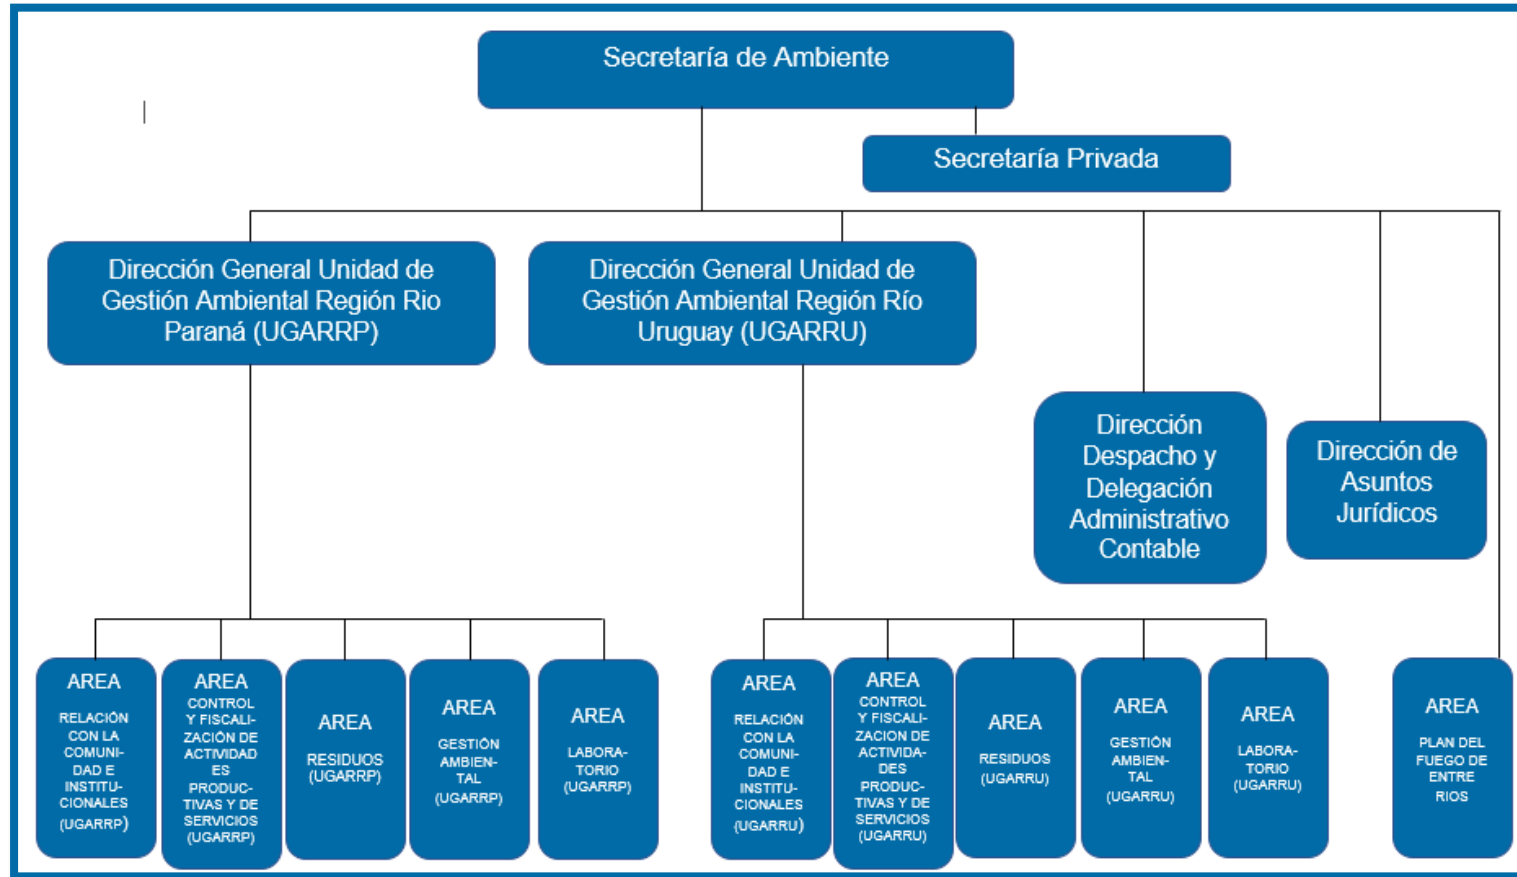 Secretaría de Ambiente
Secretaría Privada
Dirección General Unidad de
Gestión Ambiental Región Rio
Paraná (UGARRP)
Dirección General Unidad de
Gestión Ambiental Región Río
Uruguay (UGARRU)
Dirección
Despacho y
Delegación
Administrativo
Contable
Dirección de
Asuntos
Jurídicos
AREA
RELACIÓN
CON LA
COMUNI-
DAD E
INSTITU-
CIONALES
(UGARRP)
AREA
CONTROL
Y FISCALI-
ZACIÓN DE
ACTIVIDAD
ES
PRODUC-
TIVAS Y DE
SERVICIOS
(UGARRP)
AREA
RESIDUOS
(UGARRP)
AREA
GESTIÓN
AMBIEN-
TAL
(UGARRP)
AREA
LABORA-
TORIO
(UGARRP)
AREA
RELACIÓN
CON LA
COMUNI-
DAD E
INSTITU-
CIONALES
(UGARRU)
AREA
CONTROL
Y FISCALI-
ZACION DE
ACTIVIDA-
DES
PRODUC-
TIVAS Y DE
SERVICIOS
(UGARRU)
AREA
RESIDUOS
(UGARRU)
AREA
GESTIÓN
AMBIEN-
TAL
(UGARRU)
AREA
LABORA-
TORIO
(UGARRU)
AREA
PLAN DEL
FUEGO DE
ENTRE
RIOS